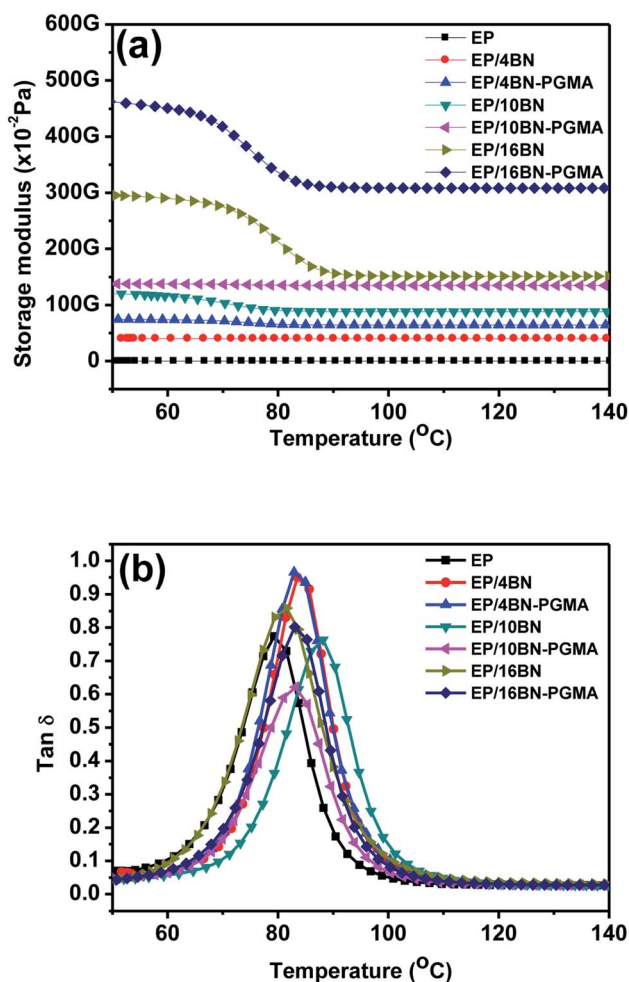 (a)
Storage modulus (x10⁻²Pa)
600G
500G
400G
300G
200G
100G
0
EP
EP/4BN
EP/4BN-PGMA
EP/10BN
EP/10BN-PGMA
EP/16BN
EP/16BN-PGMA
60 80 100 120 140
Temperature (⁰C)
(b)
Tan δ
1.0
0.9
0.8
0.7
0.6
0.5
0.4
0.3
0.2
0.1
0.0
EP
EP/4BN
EP/4BN-PGMA
EP/10BN
EP/10BN-PGMA
EP/16BN
EP/16BN-PGMA
60 80 100 120 140
Temperature (⁰C)